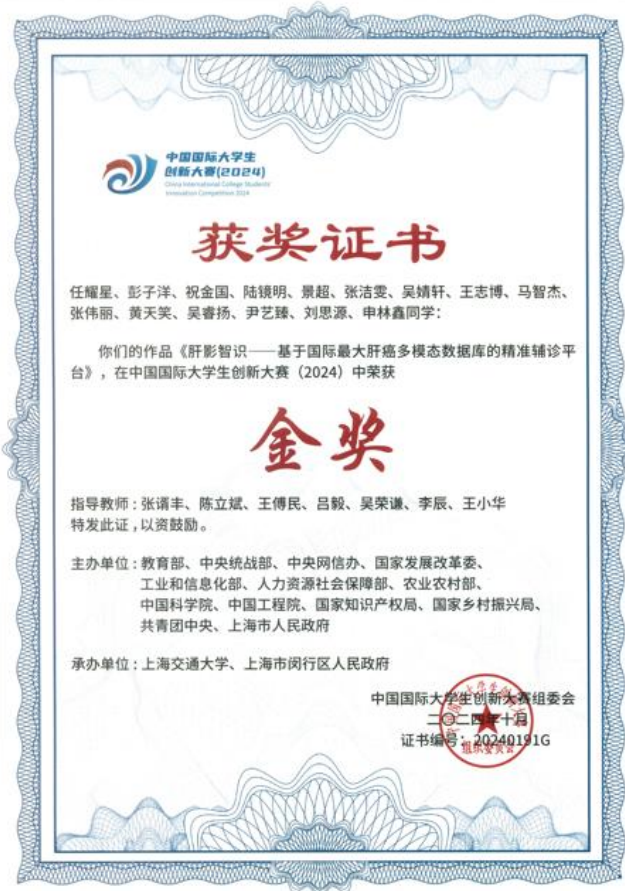 中国国际大学生
创新大赛(2024)
China International College Students'
Innovation Competition 2024
获奖证书
任耀星、彭子洋、祝金国、陆镜明、景超、张洁雯、吴婧轩、王志博、马智杰、
张伟丽、黄天笑、吴睿扬、尹艺臻、刘思源、申林鑫同学：
你们的作品《肝影智识——基于国际最大肝癌多模态数据库的精准辅诊平
台》，在中国国际大学生创新大赛（2024）中荣获
金奖
指导教师：张谞丰、陈立斌、王傅民、吕毅、吴荣谦、李辰、王小华
特发此证，以资鼓励。
主办单位：教育部、中央统战部、中央网信办、国家发展改革委、
工业和信息化部、人力资源社会保障部、农业农村部、
中国科学院、中国工程院、国家知识产权局、国家乡村振兴局、
共青团中央、上海市人民政府
承办单位：上海交通大学、上海市闵行区人民政府
中国国际大学生创新大赛组委会
二〇二四年十月
证书编号：20240191G
组织委员会